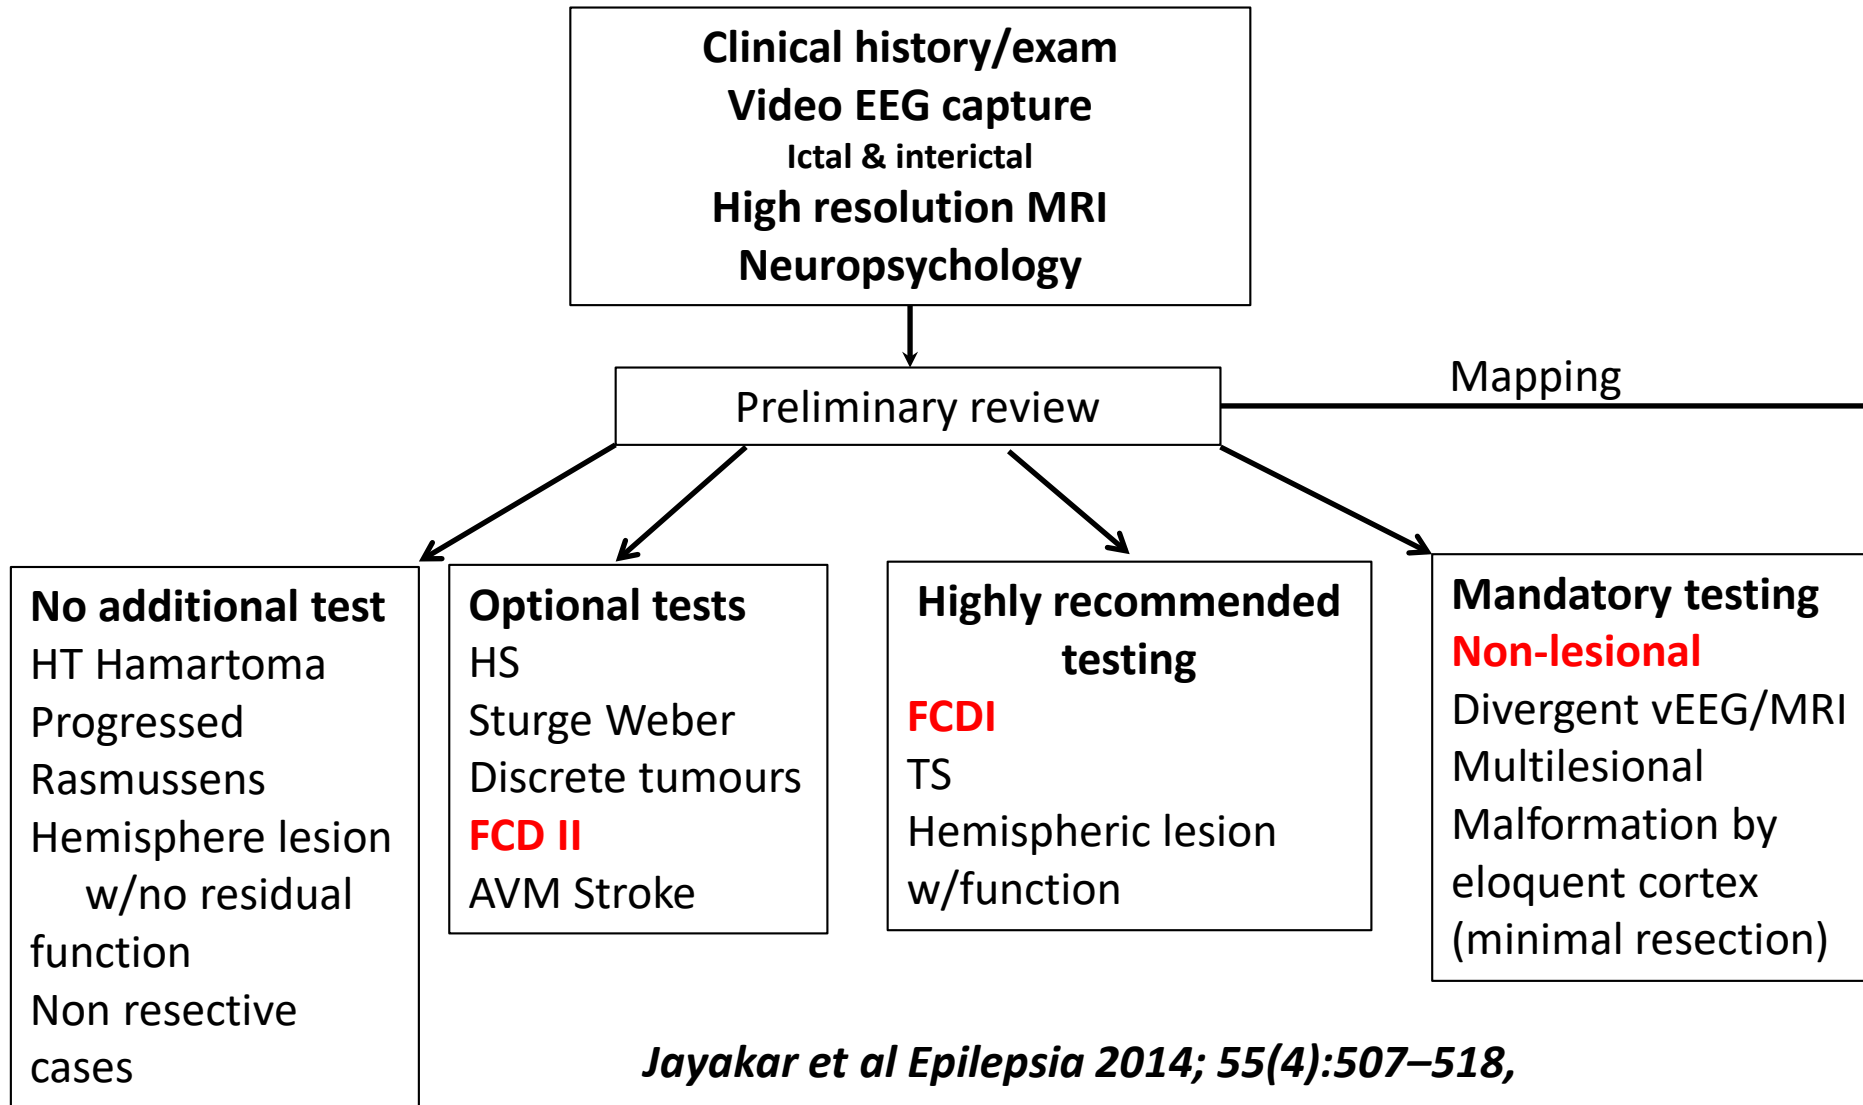 Clinical history/exam
Video EEG capture
Ictal & interictal
High resolution MRI
Neuropsychology
Preliminary review
Mapping
No additional test
HT Hamartoma
Progressed
Rasmussens
Hemisphere lesion
w/no residual
function
Non resective
cases
Optional tests
HS
Sturge Weber
Discrete tumours
FCD II
AVM Stroke
Highly recommended
testing
FCDI
TS
Hemispheric lesion
w/function
Mandatory testing
Non-lesional
Divergent vEEG/MRI
Multilesional
Malformation by
eloquent cortex
(minimal resection)
Jayakar et al Epilepsia 2014; 55(4):507–518,